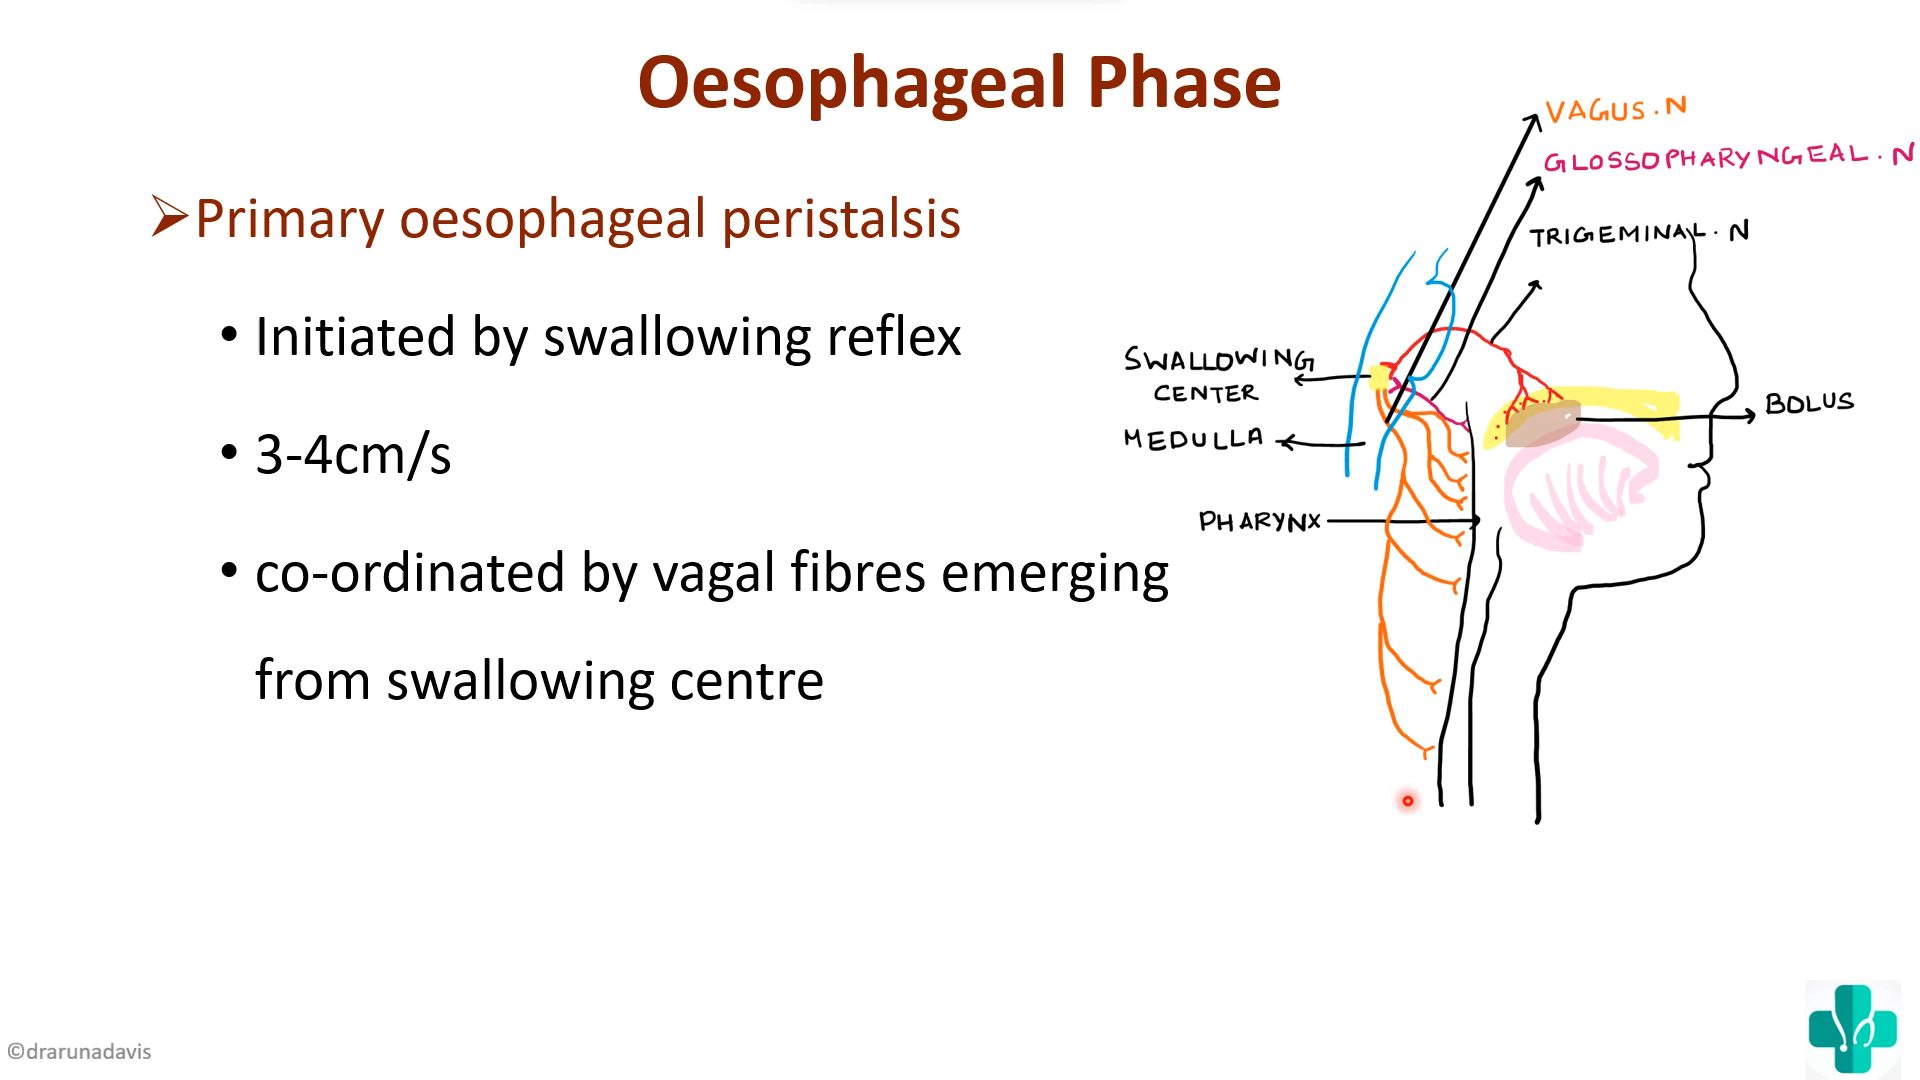 Oesophageal Phase
➢Primary oesophageal peristalsis
• Initiated by swallowing reflex
• 3-4cm/s
• co-ordinated by vagal fibres emerging
from swallowing centre
VAGUS.N
GLOSSOPHARYNGEAL.N
TRIGEMINAL.N
SWALLOWING
CENTER
BOLUS
MEDULLA
PHARYNX
©drarunadavis